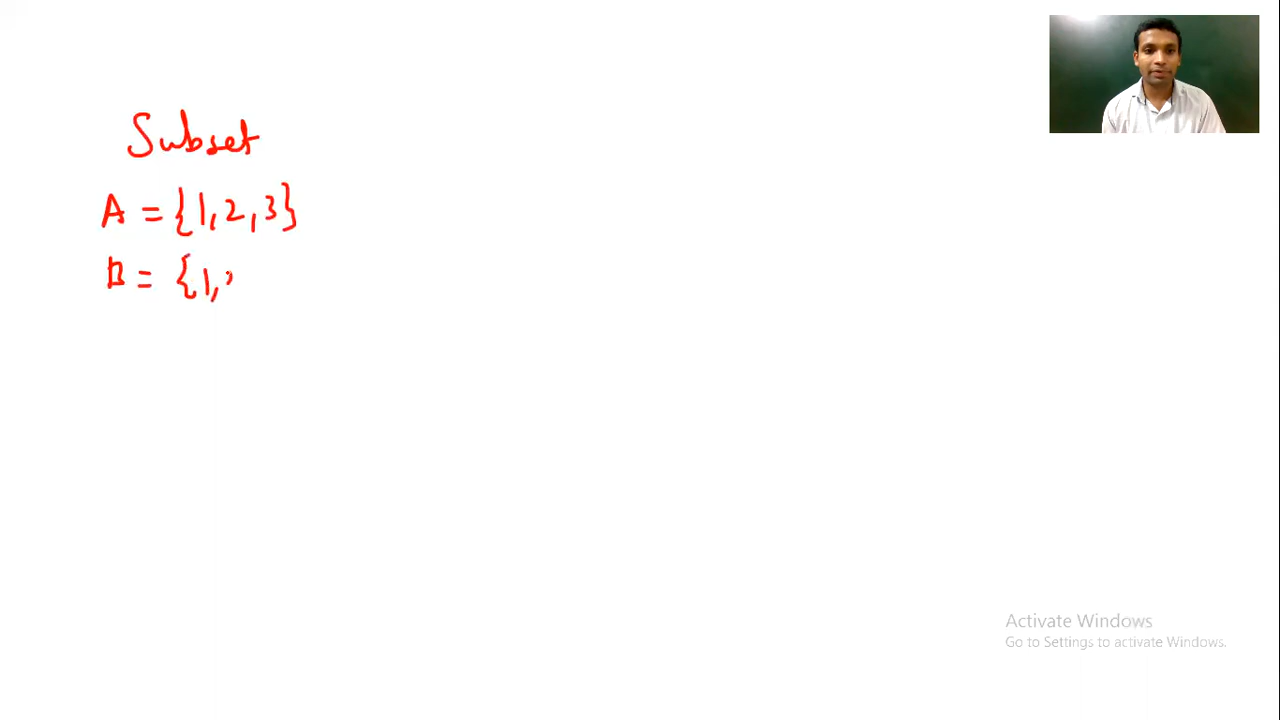 Subset
A = {1,2,3}
B = {1,
Activate Windows
Go to Settings to activate Windows.